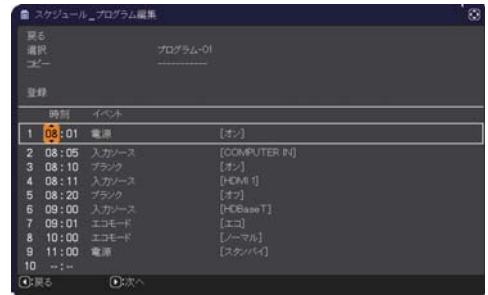 スケジュール_プログラム編集
戻る
選択 プログラム-01
コピー -----------
登録
時刻 イベント
1 08:01 電源 [オン]
2 08:05 入力ソース [COMPUTER IN]
3 08:10 ブランク [オン]
4 08:11 入力ソース [HDMI 1]
5 08:20 ブランク [オフ]
6 09:00 入力ソース [HDBaseT]
7 09:01 エコモード [エコ]
8 10:00 エコモード [ノーマル]
9 11:00 電源 [スタンバイ]
10 --:--
:戻る :次へ